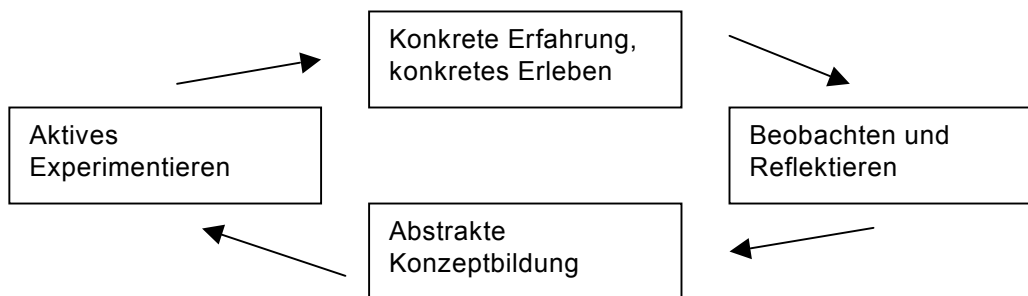 Konkrete Erfahrung,
konkretes Erleben
Aktives
Experimentieren
Beobachten und
Reflektieren
Abstrakte
Konzeptbildung